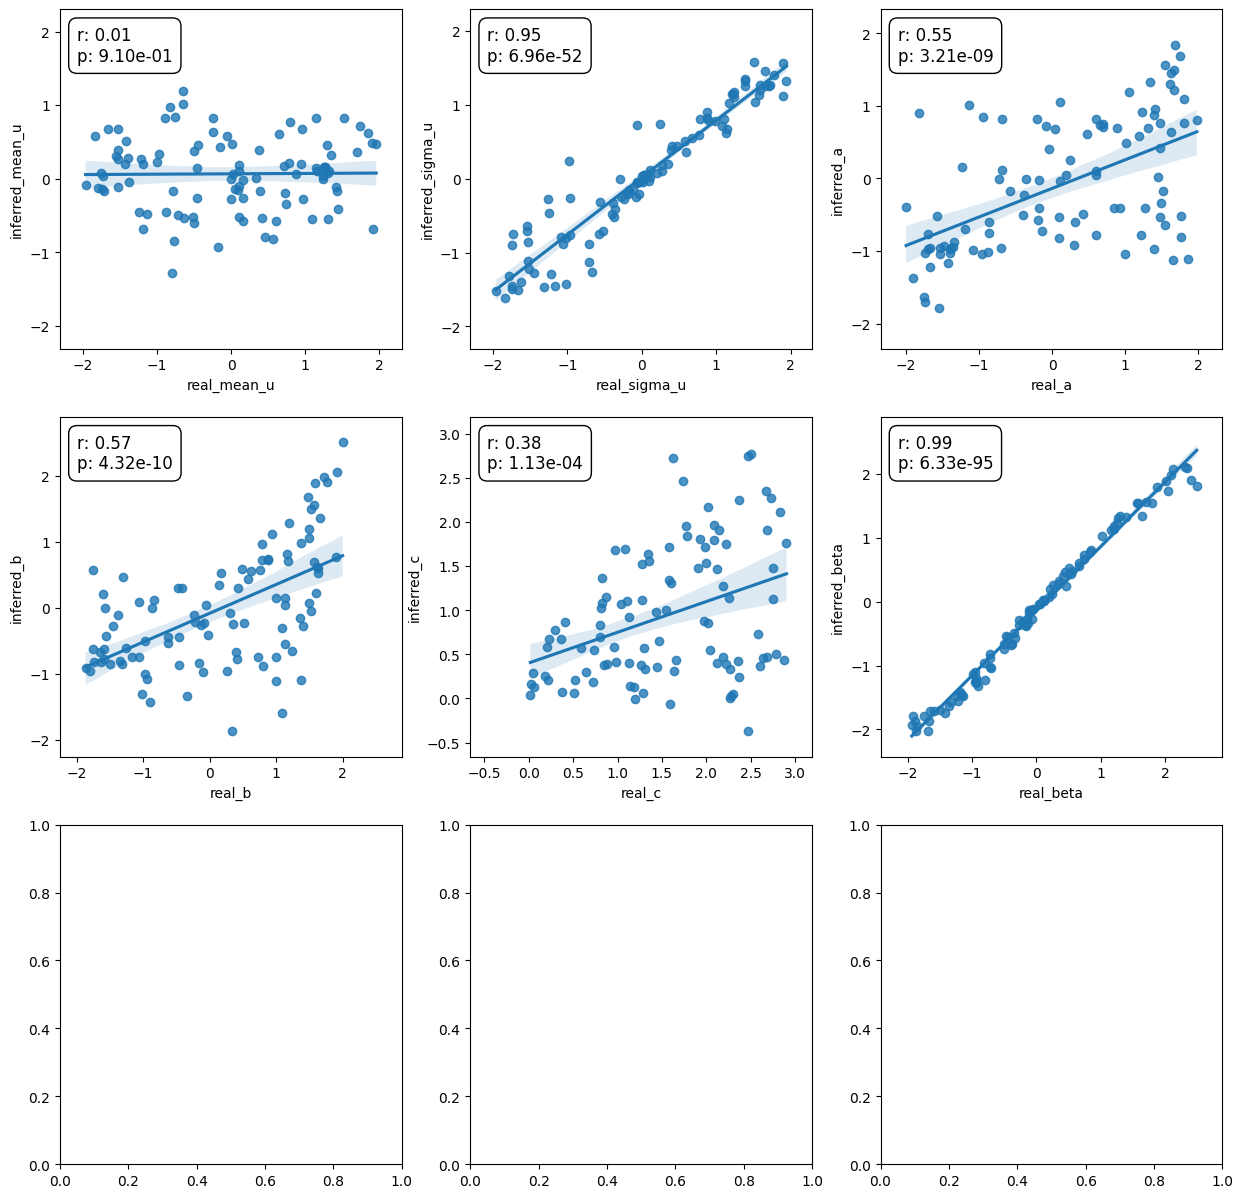 r: 0.01
p: 9.10e-01
2
1
0
−1
−2
inferred_mean_u
−2 −1 0 1 2
real_mean_u
r: 0.95
p: 6.96e-52
2
1
0
−1
−2
inferred_sigma_u
−2 −1 0 1 2
real_sigma_u
r: 0.55
p: 3.21e-09
2
1
0
−1
−2
inferred_a
−2 −1 0 1 2
real_a
r: 0.57
p: 4.32e-10
2
1
0
−1
−2
inferred_b
−2 −1 0 1 2
real_b
r: 0.38
p: 1.13e-04
3.0
2.5
2.0
1.5
1.0
0.5
0.0
−0.5
inferred_c
−0.5 0.0 0.5 1.0 1.5 2.0 2.5 3.0
real_c
r: 0.99
p: 6.33e-95
2
1
0
−1
−2
inferred_beta
−2 −1 0 1 2
real_beta
1.0
0.8
0.6
0.4
0.2
0.0
0.0 0.2 0.4 0.6 0.8 1.0
1.0
0.8
0.6
0.4
0.2
0.0
0.0 0.2 0.4 0.6 0.8 1.0
1.0
0.8
0.6
0.4
0.2
0.0
0.0 0.2 0.4 0.6 0.8 1.0